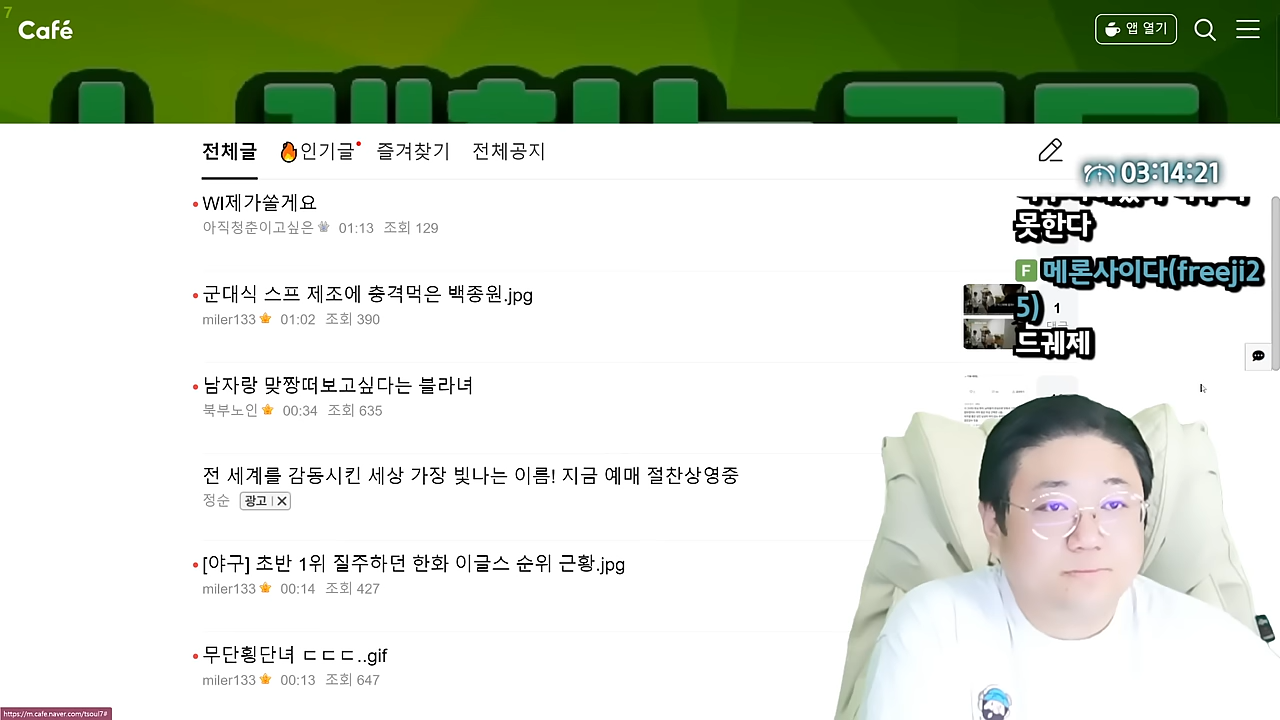 7
Café
앱 열기
전체글
인기글
즐겨찾기
전체공지
03:14:21
WI제가쏠게요
아직청춘이고싶은 01:13 조회 129
못한다
F 메론사이다(freeji2
5)
드궤제
군대식 스프 제조에 충격먹은 백종원.jpg
miler133 01:02 조회 390
1
남자랑 맞짱떠보고싶다는 블라녀
북부노인 00:34 조회 635
전 세계를 감동시킨 세상 가장 빛나는 이름! 지금 예매 절찬상영중
정순 광고 X
[야구] 초반 1위 질주하던 한화 이글스 순위 근황.jpg
miler133 00:14 조회 427
무단횡단녀 ㄷㄷㄷ..gif
miler133 00:13 조회 647
https://m.cafe.naver.com/tsoul7#